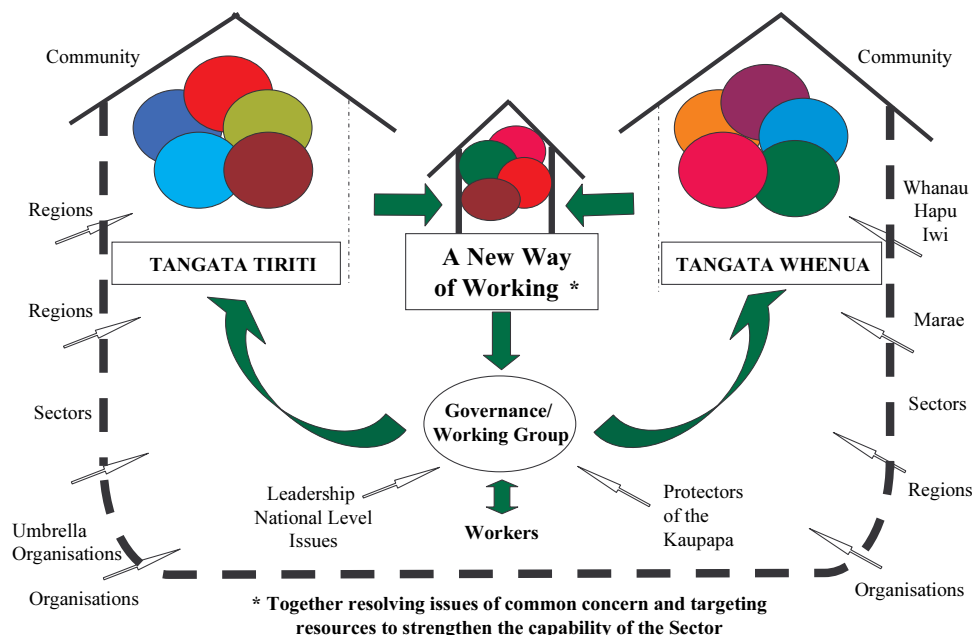 Community
Community
Regions
Whanau
Hapu
Iwi
TANGATA TIRITI
A New Way
of Working *
TANGATA WHENUA
Regions
Marae
Sectors
Governance/
Working Group
Sectors
Leadership
National Level
Issues
Workers
Protectors
of the
Kaupapa
Regions
Umbrella
Organisations
Organisations
Organisations
* Together resolving issues of common concern and targeting
resources to strengthen the capability of the Sector